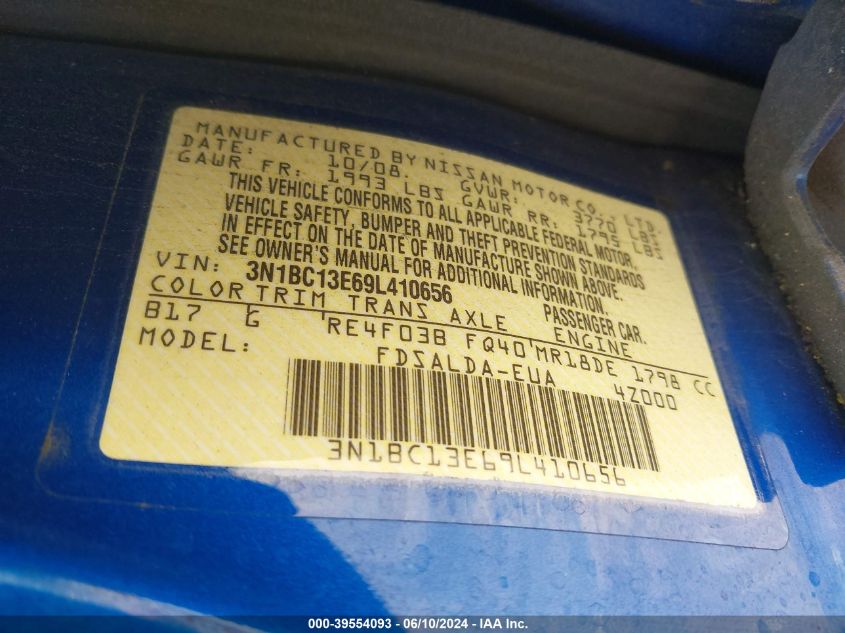 MANUFACTURED BY NISSAN MOTOR CO., LTD.
DATE: 10/08. GVWR: 3770 LBS
GAWR FR: 1993 LBS GAWR RR: 1795 LBS
THIS VEHICLE CONFORMS TO ALL APPLICABLE FEDERAL MOTOR
VEHICLE SAFETY, BUMPER AND THEFT PREVENTION STANDARDS
IN EFFECT ON THE DATE OF MANUFACTURE SHOWN ABOVE.
SEE OWNER'S MANUAL FOR ADDITIONAL INFORMATION.
VIN: 3N1BC13E69L410656 PASSENGER CAR.
COLOR TRIM TRANS AXLE ENGINE
B17 G RE4F03B FQ40 MR18DE 1798 CC
MODEL: FDSALDA-EUA 4Z000
3N1BC13E69L410656
000-39554093 - 06/10/2024 - IAA Inc.